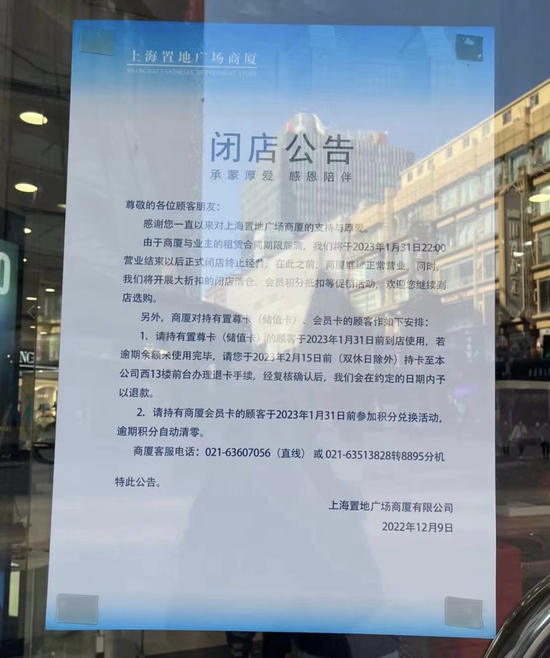 上海置地广场商厦
SHANGHAI LANDMARK DEPARTMENT STORE
闭店公告
承蒙厚爱 感恩陪伴
尊敬的各位顾客朋友：
感谢您一直以来对上海置地广场商厦的支持与厚爱。
由于商厦与业主的租赁合同期限届满，我们将于2023年1月31日22:00
营业结束以后正式闭店终止经营，在此之前，商厦继续正常营业。同时，
我们将开展大折扣的闭店清仓、会员积分抵扣等促销活动，欢迎您继续到
店选购。
另外，商厦对持有置尊卡（储值卡）、会员卡的顾客作如下安排：
1、请持有置尊卡（储值卡）的顾客于2023年1月31日前到店使用，若
逾期余额未使用完毕，请您于2023年2月15日前（双休日除外）持卡至本
公司西13楼前台办理退卡手续，经复核确认后，我们会在约定的日期内予
以退款。
2、请持有商厦会员卡的顾客于2023年1月31日前参加积分兑换活动，
逾期积分自动清零。
商厦客服电话：021-63607056（直线） 或 021-63513828转8895分机
特此公告。
上海置地广场商厦有限公司
2022年12月9日